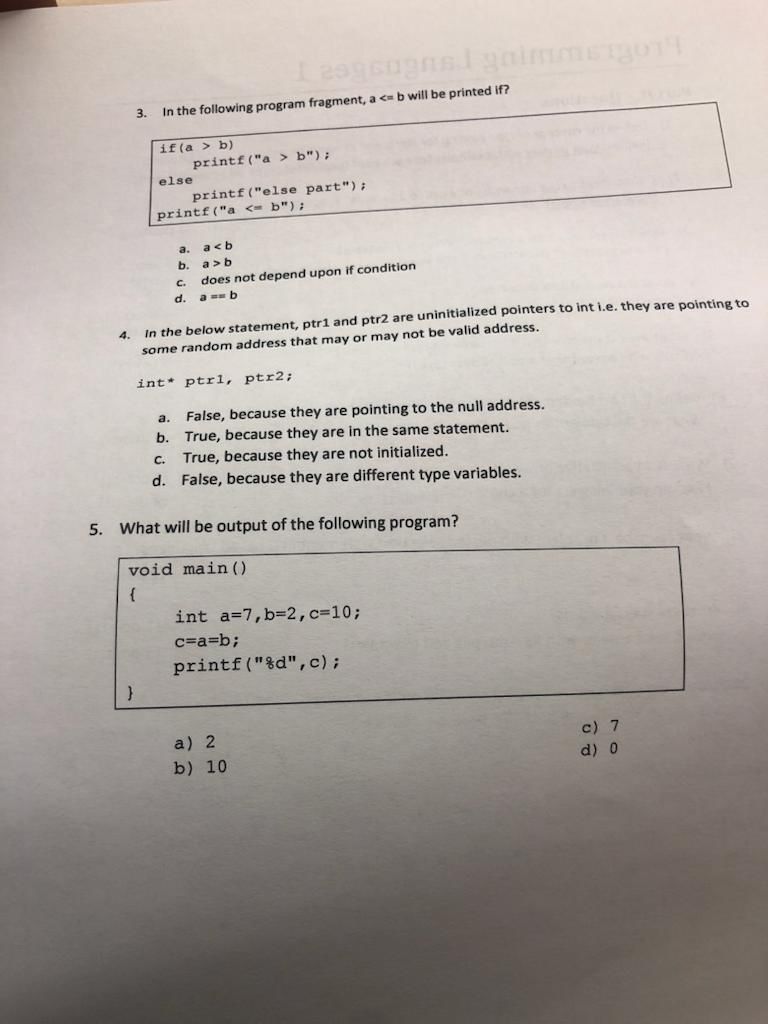 Programming Languages 1
3. In the following program fragment, a <= b will be printed if?
if(a > b)
printf("a > b");
else
printf("else part");
printf("a <= b");
a. a < b
b. a > b
c. does not depend upon if condition
d. a == b
4. In the below statement, ptr1 and ptr2 are uninitialized pointers to int i.e. they are pointing to
some random address that may or may not be valid address.
int* ptr1, ptr2;
a. False, because they are pointing to the null address.
b. True, because they are in the same statement.
c. True, because they are not initialized.
d. False, because they are different type variables.
5. What will be output of the following program?
void main()
{
int a=7,b=2,c=10;
c=a=b;
printf("%d",c);
}
a) 2
b) 10
c) 7
d) 0